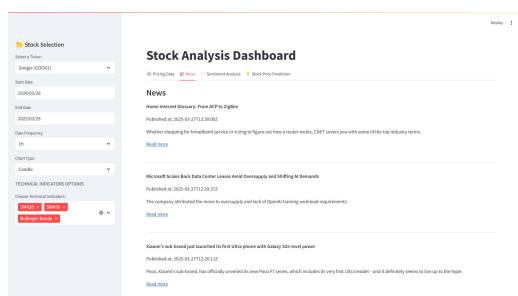 Deploy
Stock Selection
Select a Ticker:
Google (GOOGL)
Start Date
2024/03/28
End Date
2025/03/28
Data Frequency:
1h
Chart Type:
Candle
TECHNICAL INDICATORS OPTIONS
Choose Technical Indicators:
SMA20 × SMA50 ×
Bollinger Bands ×
Stock Analysis Dashboard
Pricing Data News Sentiment Analysis Stock Price Prediction
News
Home Internet Glossary: From ACP to ZigBee
Published at: 2025-03-27T12:30:00Z
Whether shopping for broadband service or trying to figure out how a router works, CNET covers you with some of the top industry terms.
Read more
Microsoft Scales Back Data Center Leases Amid Oversupply and Shifting AI Demands
Published at: 2025-03-27T12:29:37Z
The company attributed the move to oversupply and lack of OpenAI training workload requirements.
Read more
Xiaomi's sub-brand just launched its first Ultra phone with Galaxy S25-level power
Published at: 2025-03-27T12:26:11Z
Poco, Xiaomi's sub-brand, has officially unveiled its new Poco F7 series, which includes its very first Ultra model – and it definitely seems to live up to the hype.
Read more